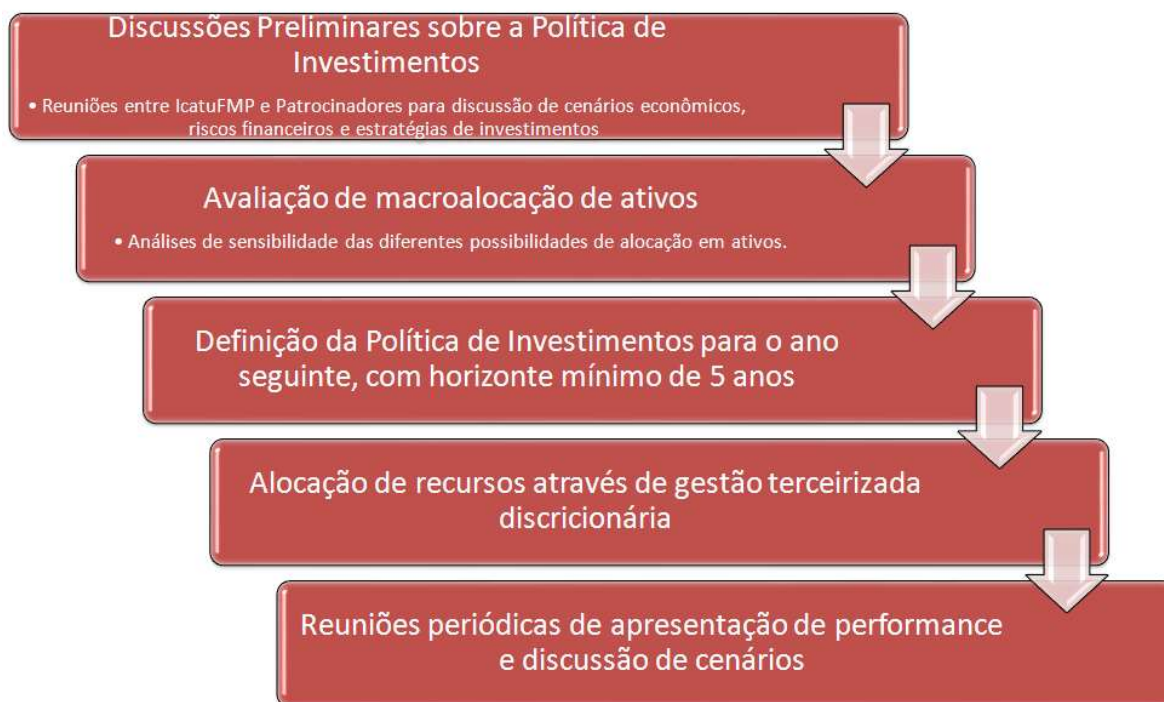 Discussões Preliminares sobre a Política de
Investimentos
• Reuniões entre IcatuFMP e Patrocinadores para discussão de cenários econômicos,
riscos financeiros e estratégias de investimentos
Avaliação de macroalocação de ativos
• Análises de sensibilidade das diferentes possibilidades de alocação em ativos.
Definição da Política de Investimentos para o ano
seguinte, com horizonte mínimo de 5 anos
Alocação de recursos através de gestão terceirizada
discricionária
Reuniões periódicas de apresentação de performance
e discussão de cenários